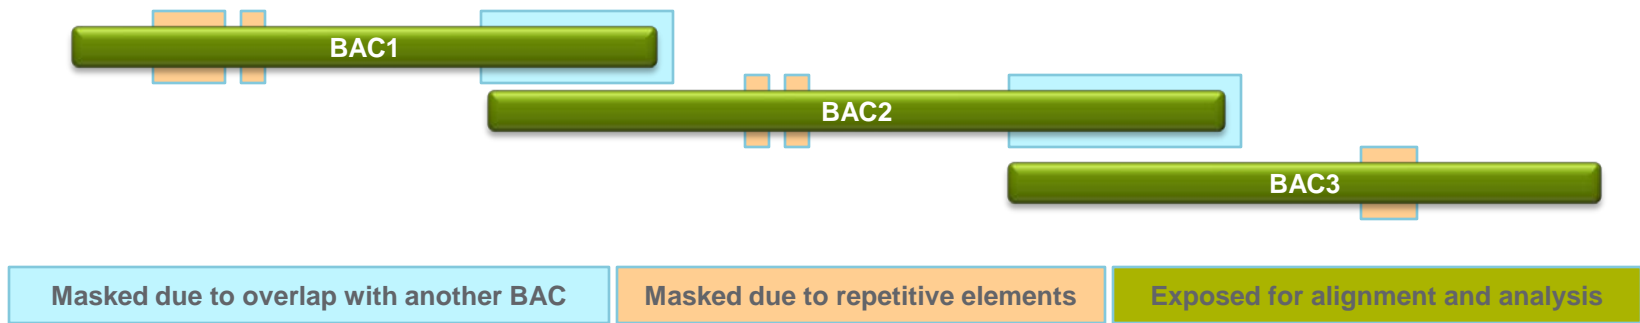 BAC1
BAC2
BAC3
Masked due to overlap with another BAC
Masked due to repetitive elements
Exposed for alignment and analysis